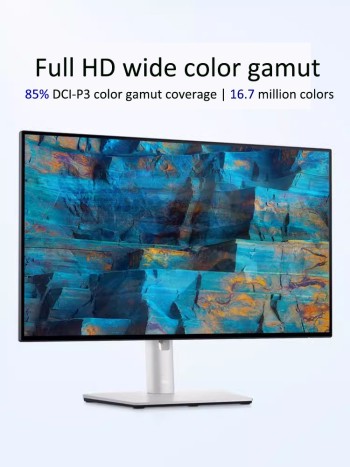 Full HD wide color gamut
85% DCI-P3 color gamut coverage | 16.7 million colors